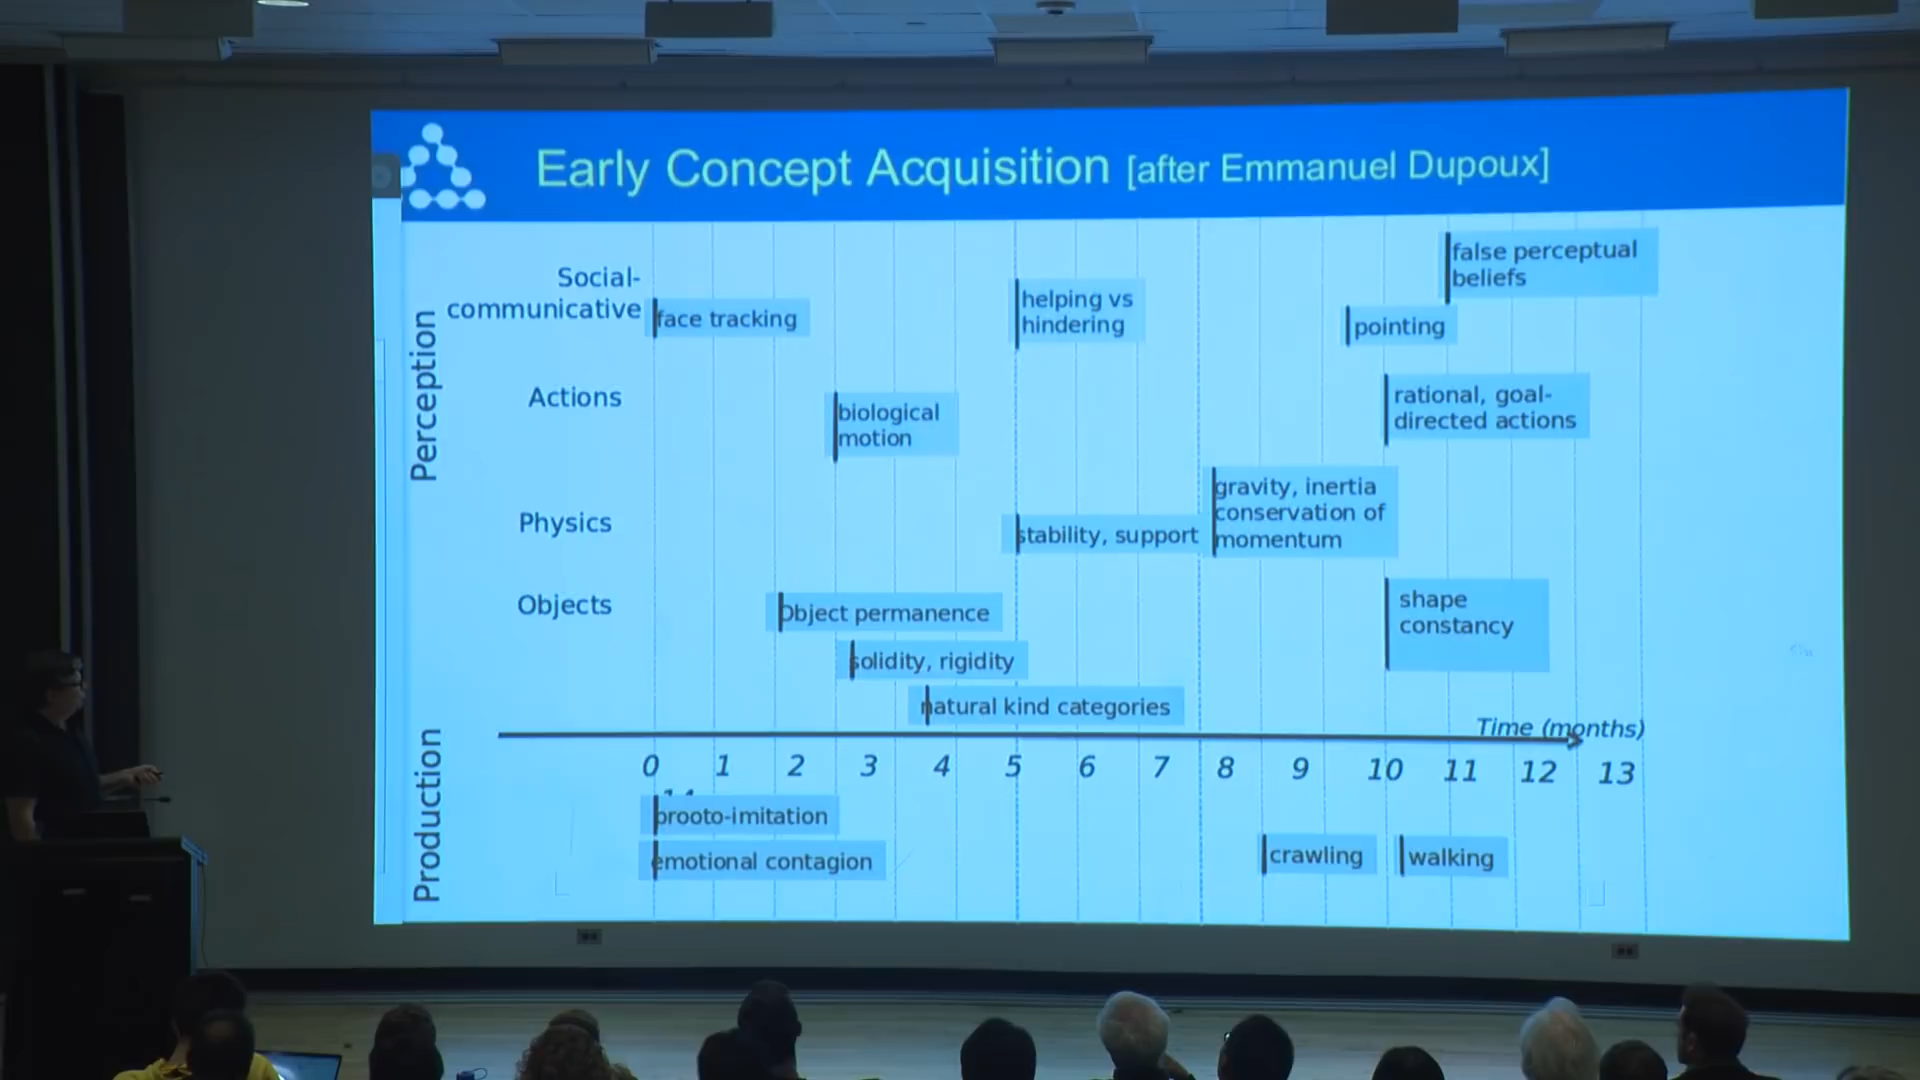 Early Concept Acquisition [after Emmanuel Dupoux]
Perception
Social-
communicative
face tracking
helping vs
hindering
pointing
false perceptual
beliefs
Actions
biological
motion
rational, goal-
directed actions
Physics
stability, support
gravity, inertia
conservation of
momentum
Objects
Object permanence
solidity, rigidity
natural kind categories
shape
constancy
Time (months)
0 1 2 3 4 5 6 7 8 9 10 11 12 13
Production
prooto-imitation
emotional contagion
crawling
walking